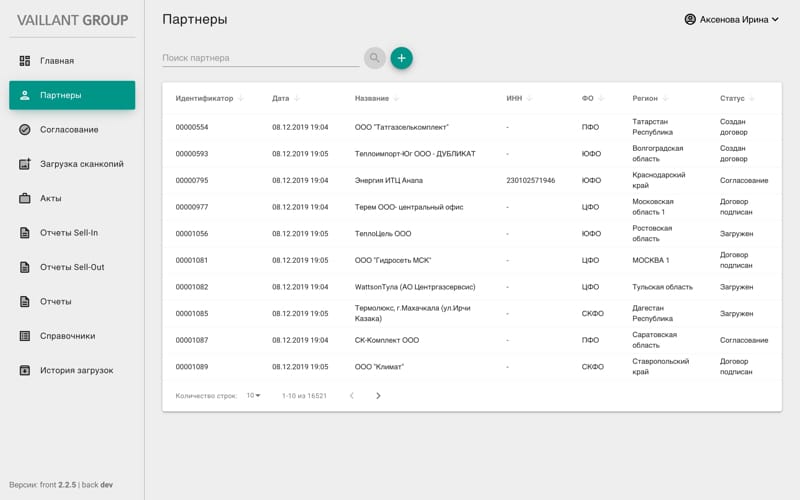 VAILLANT GROUP
Главная
Партнеры
Согласование
Загрузка сканкопий
Акты
Отчеты Sell-In
Отчеты Sell-Out
Отчеты
Справочники
История загрузок
Версии: front 2.2.5 | back dev
Партнеры
Аксенова Ирина
Поиск партнера
Идентификатор Дата Название ИНН ФО Регион Статус
00000554 08.12.2019 19:04 ООО "Татгазселькомплект" - ПФО Татарстан Республика Создан договор
00000593 08.12.2019 19:05 Теплоимпорт-Юг ООО - ДУБЛИКАТ - ЮФО Волгоградская область Создан договор
00000795 08.12.2019 19:04 Энергия ИТЦ Анапа 230102571946 ЮФО Краснодарский край Согласование
00000977 08.12.2019 19:04 Терем ООО- центральный офис - ЦФО Московская область 1 Договор подписан
00001056 08.12.2019 19:05 ТеплоЦель ООО - ЮФО Ростовская область Загружен
00001081 08.12.2019 19:05 ООО "Гидросеть МСК" - ЦФО МОСКВА 1 Договор подписан
00001082 08.12.2019 19:04 WattsonТула (АО Центргазсервис) - ЦФО Тульская область Загружен
00001085 08.12.2019 19:05 Термолюкс, г.Махачкала (ул.Ирчи Казака) - СКФО Дагестан Республика Загружен
00001087 08.12.2019 19:04 СК-Комплект ООО - ПФО Саратовская область Согласование
00001089 08.12.2019 19:05 ООО "Климат" - СКФО Ставропольский край Договор подписан
Количество строк: 10 1-10 из 16521